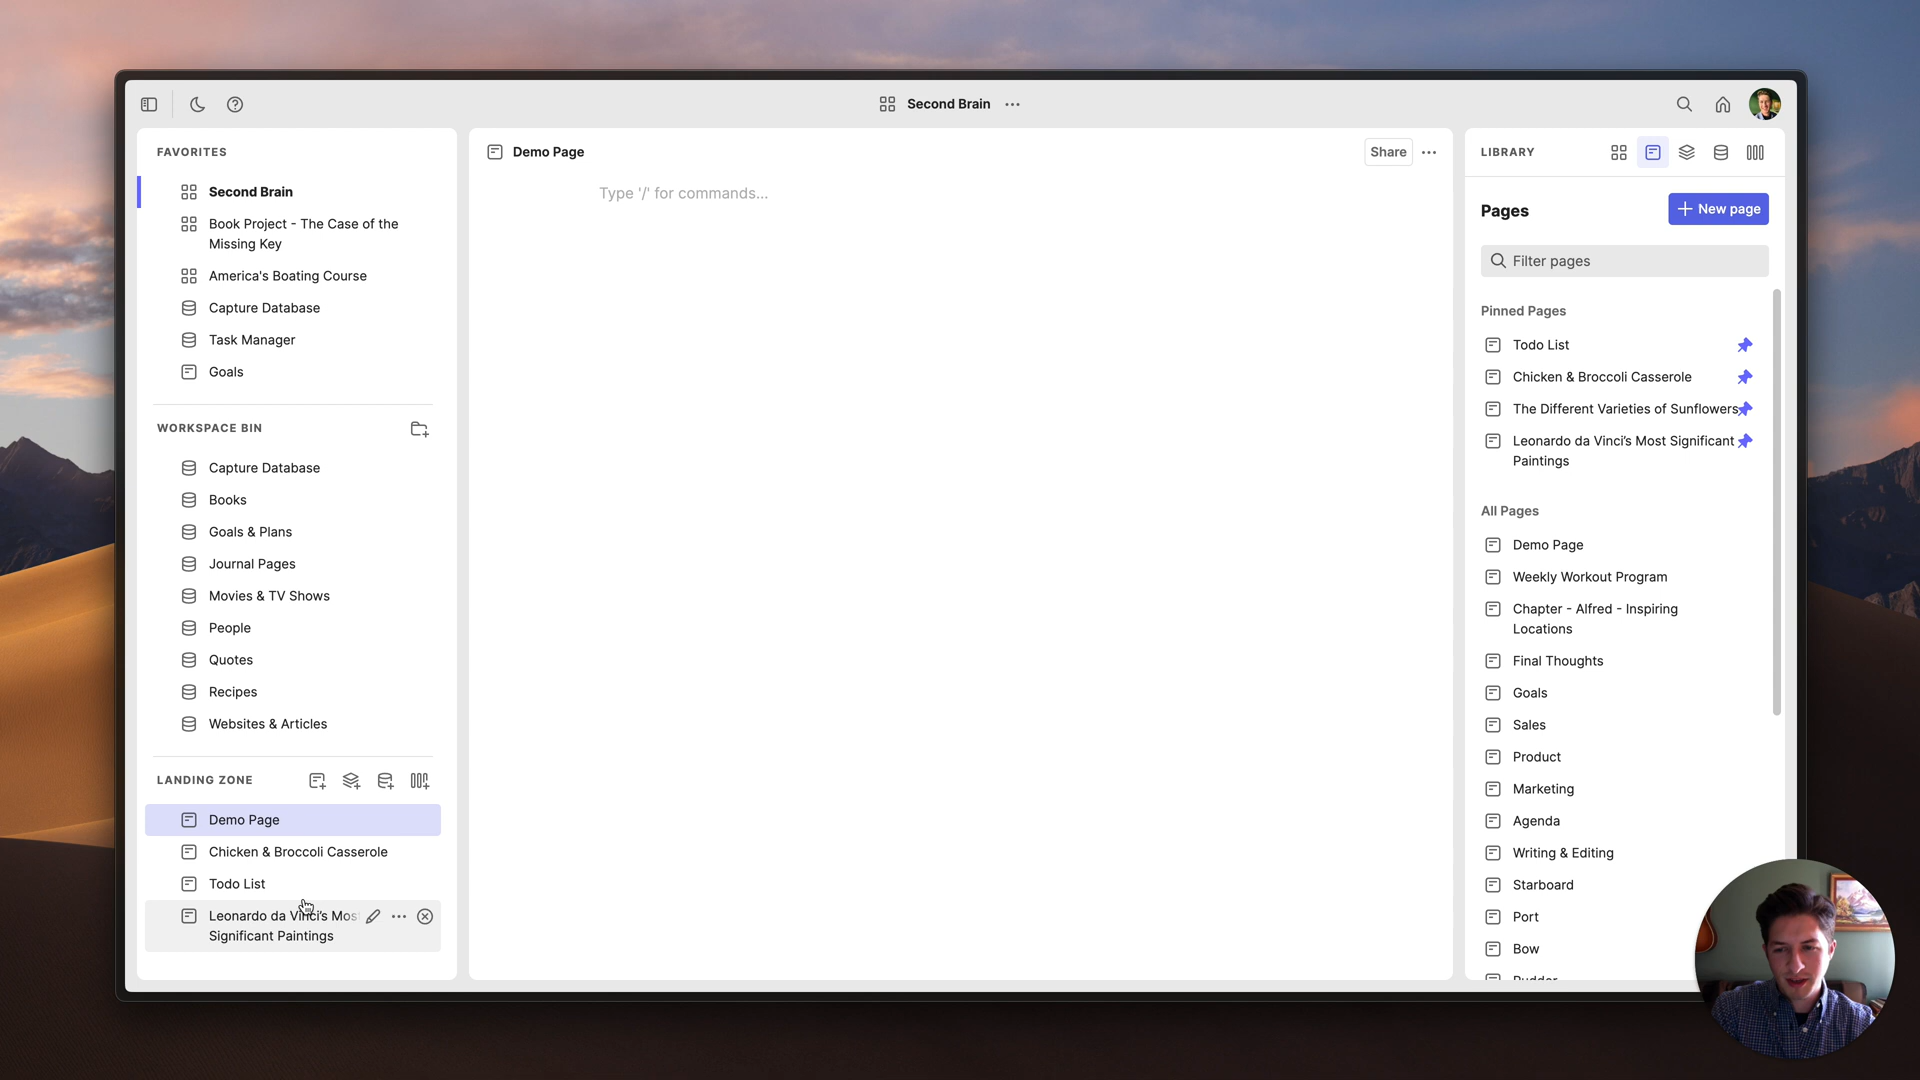 Second Brain
FAVORITES
Second Brain
Book Project - The Case of the
Missing Key
America's Boating Course
Capture Database
Task Manager
Goals
WORKSPACE BIN
Capture Database
Books
Goals & Plans
Journal Pages
Movies & TV Shows
People
Quotes
Recipes
Websites & Articles
LANDING ZONE
Demo Page
Chicken & Broccoli Casserole
Todo List
Leonardo da Vinci's Most
Significant Paintings
Demo Page
Share
Type '/' for commands...
LIBRARY
Pages
New page
Filter pages
Pinned Pages
Todo List
Chicken & Broccoli Casserole
The Different Varieties of Sunflowers
Leonardo da Vinci's Most Significant
Paintings
All Pages
Demo Page
Weekly Workout Program
Chapter - Alfred - Inspiring
Locations
Final Thoughts
Goals
Sales
Product
Marketing
Agenda
Writing & Editing
Starboard
Port
Bow